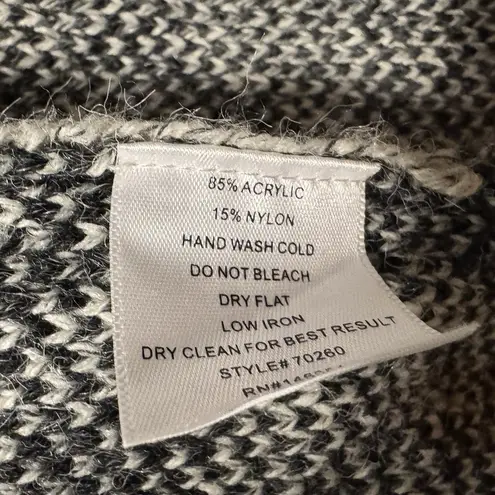 85% ACRYLIC
15% NYLON
HAND WASH COLD
DO NOT BLEACH
DRY FLAT
LOW IRON
DRY CLEAN FOR BEST RESULT
STYLE# 70260